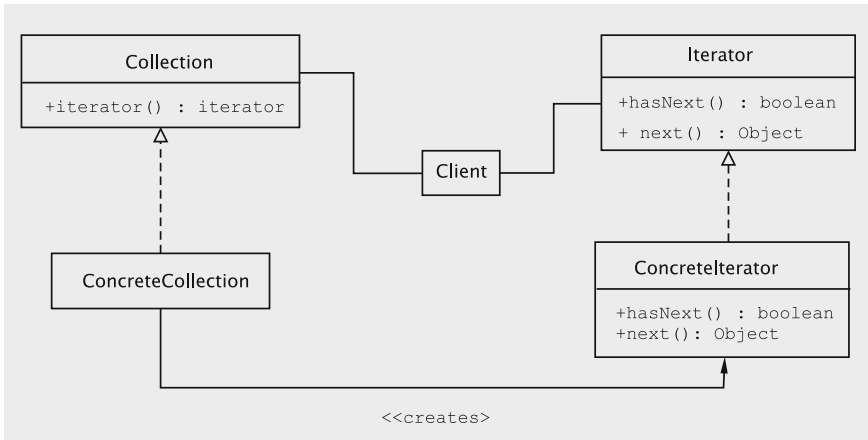 Collection
+iterator() : iterator
Iterator
+hasNext() : boolean
+ next() : Object
Client
ConcreteCollection
ConcreteIterator
+hasNext() : boolean
+next(): Object
<<creates>